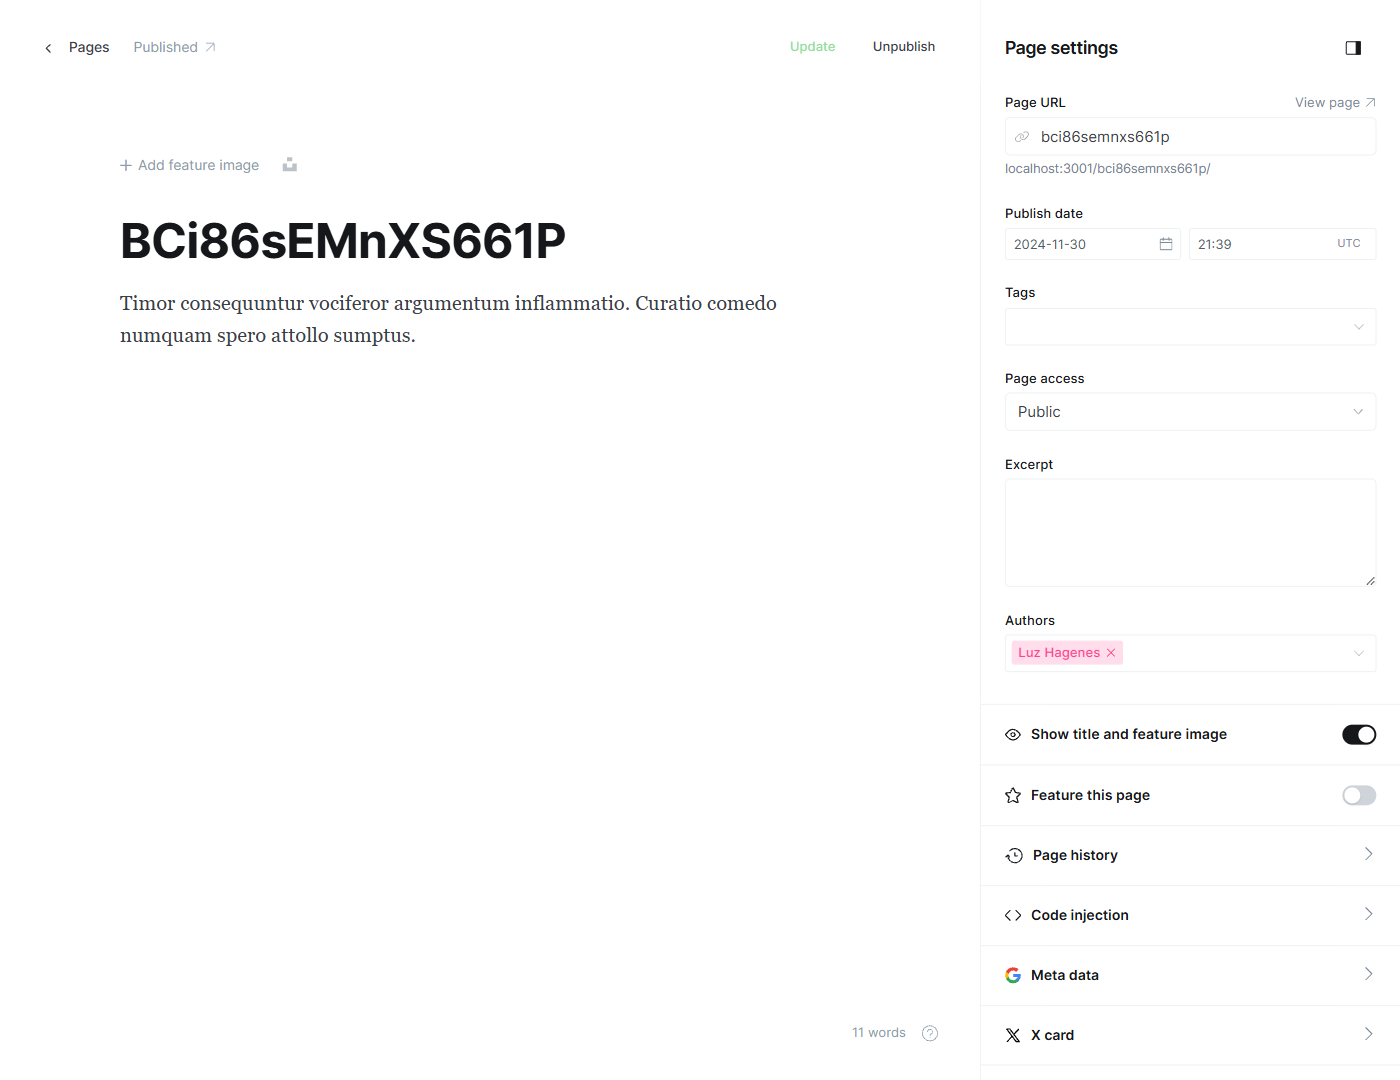 Pages
Published
Update
Unpublish
Add feature image
BCi86sEMnXS661P
Timor consequuntur vociferor argumentum inflammatio. Curatio comedo
numquam spero attollo sumptus.
11 words
Page settings
Page URL
View page
bci86semnxs661p
localhost:3001/bci86semnxs661p/
Publish date
2024-11-30
21:39
UTC
Tags
Page access
Public
Excerpt
Authors
Luz Hagenes
Show title and feature image
Feature this page
Page history
Code injection
Meta data
X card